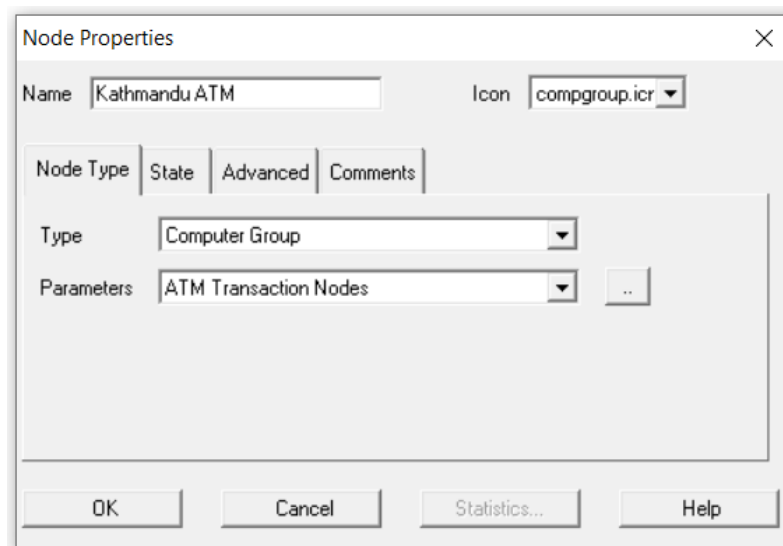 Node Properties
Name Kathmandu ATM Icon compgroup.icr
Node Type State Advanced Comments
Type Computer Group
Parameters ATM Transaction Nodes ..
OK Cancel Statistics... Help